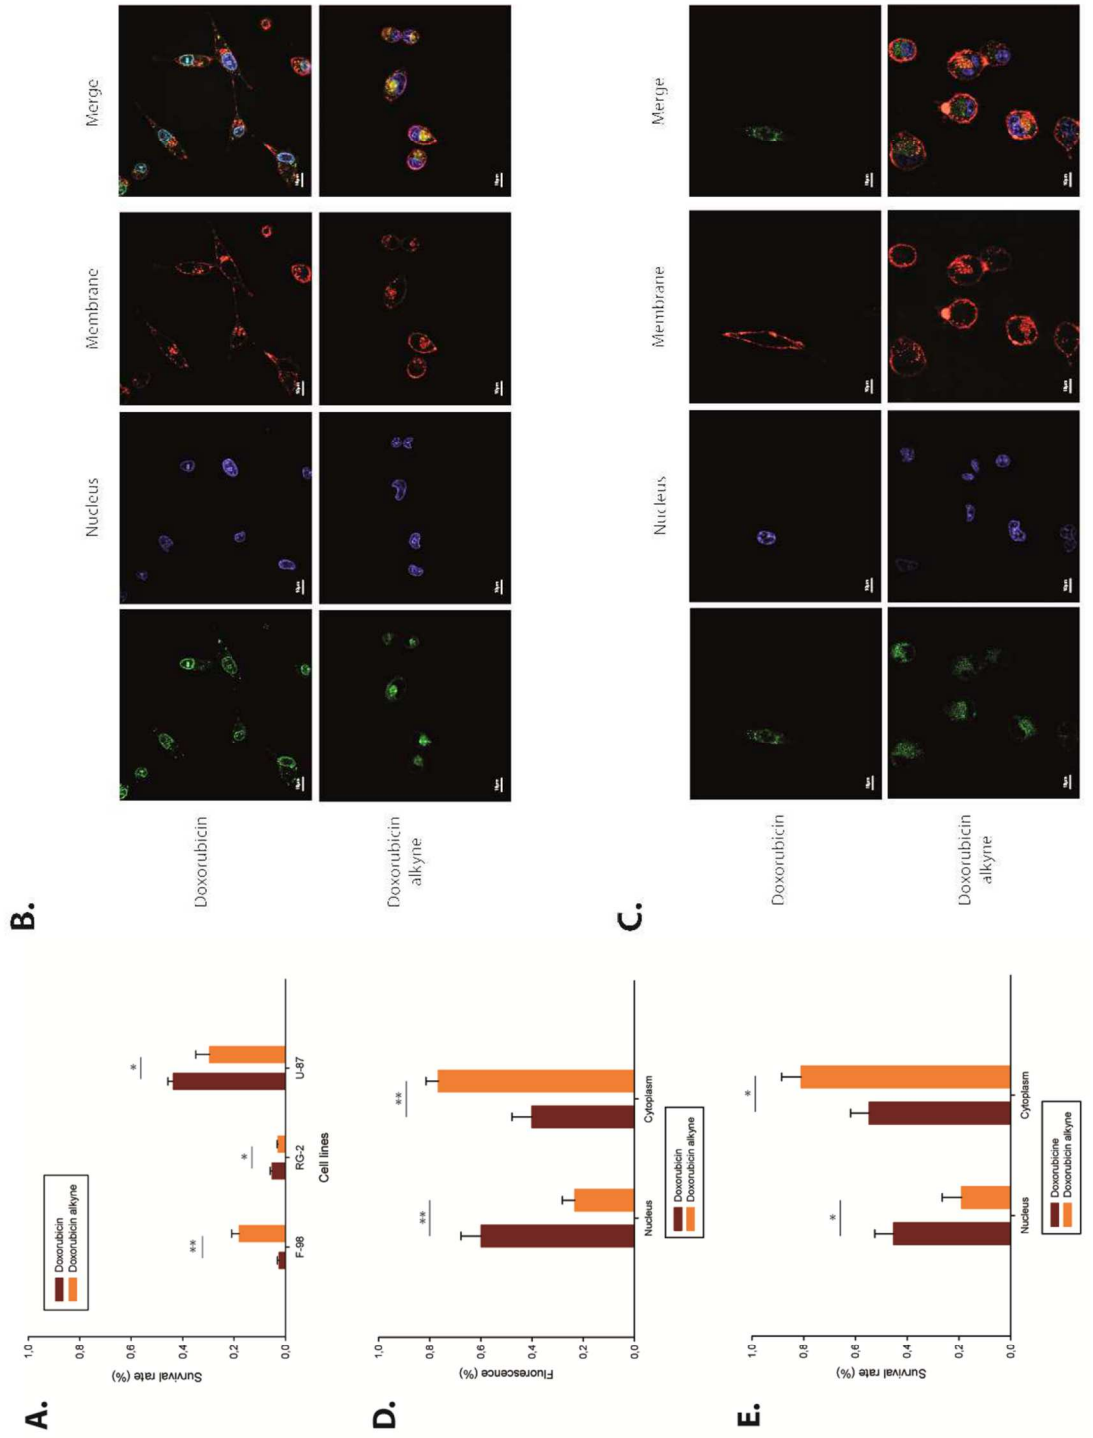 A.
Doxorubicin
Doxorubicin alkyne
Survival rate (%)
1,0
0,8
0,6
0,4
0,2
0,0
**
*
*
F-98
RG-2
U-87
Cell lines
B.
Nucleus
Membrane
Merge
Doxorubicin
Doxorubicin
alkyne
D.
Fluorescence (%)
1,0
0,8
0,6
0,4
0,2
0,0
**
**
Nucleus
Cytoplasm
Doxorubicin
Doxorubicin alkyne
C.
Nucleus
Membrane
Merge
Doxorubicin
Doxorubicin
alkyne
E.
Survival rate (%)
1,0
0,8
0,6
0,4
0,2
0,0
*
*
Nucleus
Cytoplasm
Doxorubicine
Doxorubicin alkyne